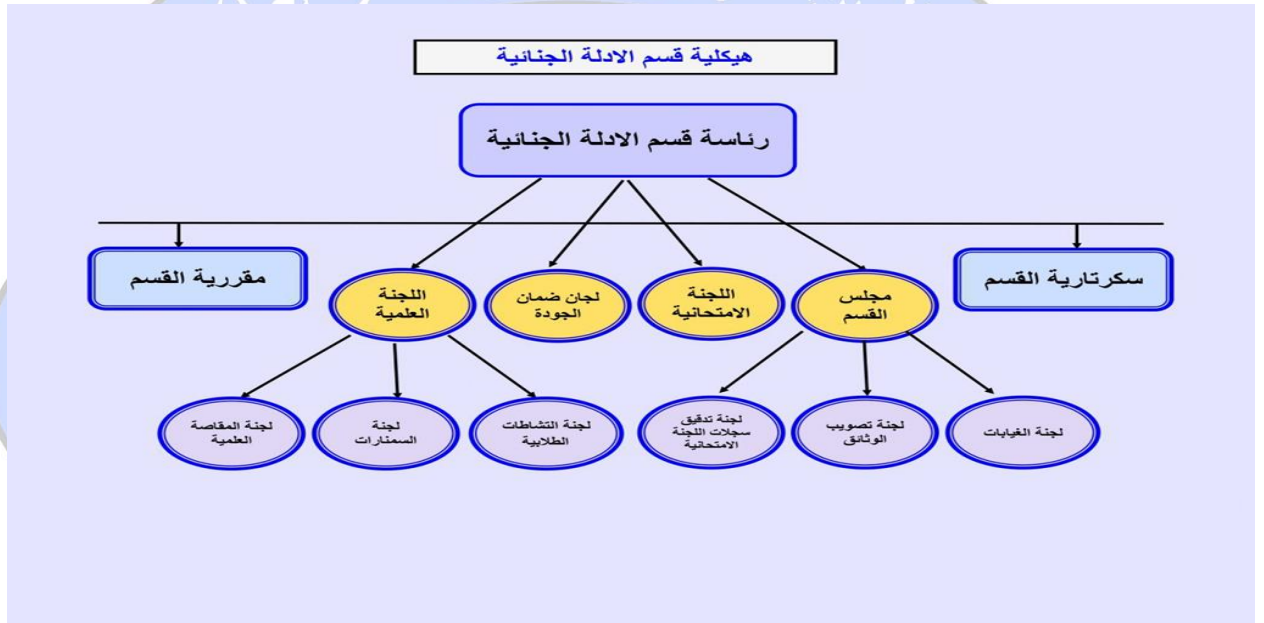 هيكلية قسم الادلة الجنائية
رئاسة قسم الادلة الجنائية
سكرتارية القسم
مقررية القسم
مجلس
القسم
اللجنة
الامتحانية
لجان ضمان
الجودة
اللجنة
العلمية
لجنة الغيابات
لجنة تصويب
الوثائق
لجنة تدقيق
سجلات اللجنة
الامتحانية
لجنة النشاطات
الطلابية
لجنة
السمنارات
لجنة المقاصة
العلمية